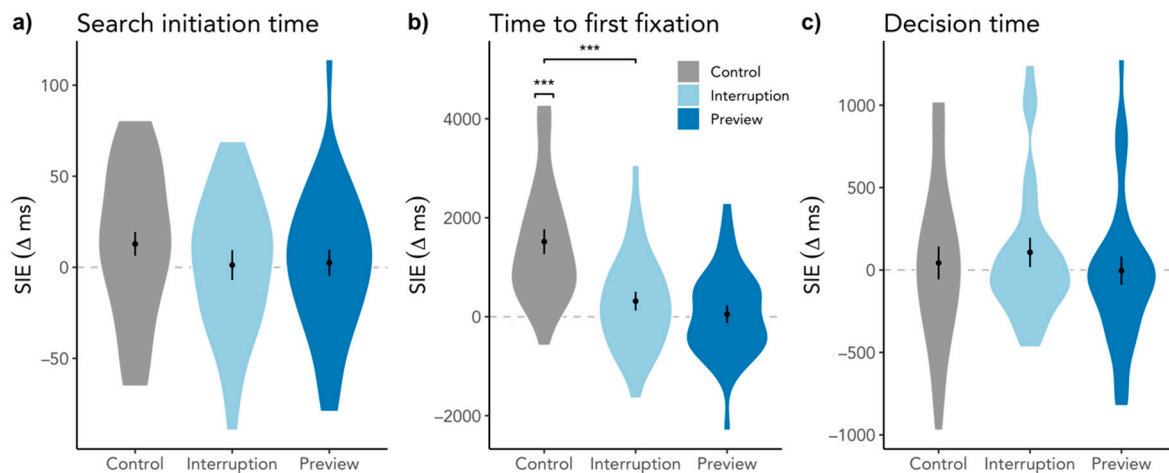 a) Search initiation time
SIE (Δ ms)
100
50
0
−50
Control Interruption Preview
b) Time to first fixation
SIE (Δ ms)
4000
2000
0
−2000
***
***
Control
Interruption
Preview
Control Interruption Preview
c) Decision time
SIE (Δ ms)
1000
500
0
−500
−1000
Control Interruption Preview